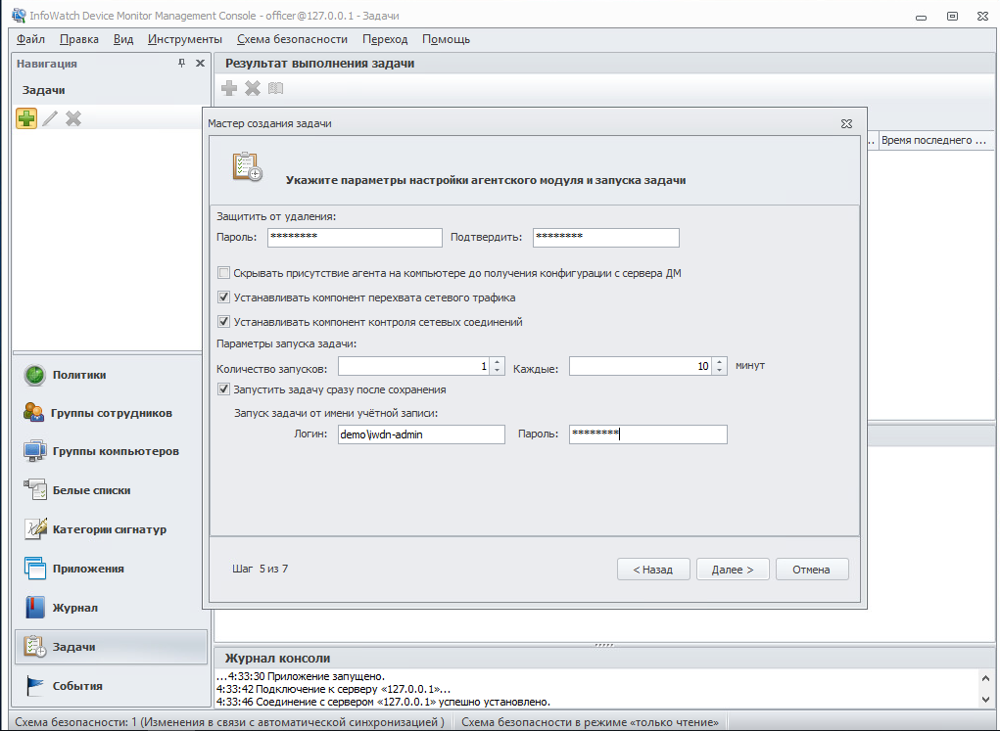 InfoWatch Device Monitor Management Console - officer@127.0.0.1 - Задачи
Файл Правка Вид Инструменты Схема безопасности Переход Помощь
Навигация
Результат выполнения задачи
Задачи
Мастер создания задачи
... Время последнего ...
Укажите параметры настройки агентского модуля и запуска задачи
Защитить от удаления:
Пароль: ******** Подтвердить: ********
Скрывать присутствие агента на компьютере до получения конфигурации с сервера ДМ
Устанавливать компонент перехвата сетевого трафика
Устанавливать компонент контроля сетевых соединений
Параметры запуска задачи:
Количество запусков: 1 Каждые: 10 минут
Запустить задачу сразу после сохранения
Запуск задачи от имени учётной записи:
Логин: demo\iwdn-admin Пароль: ********
Шаг 5 из 7
< Назад Далее > Отмена
Политики
Группы сотрудников
Группы компьютеров
Белые списки
Категории сигнатур
Приложения
Журнал
Задачи
События
Журнал консоли
...4:33:30 Приложение запущено.
4:33:42 Подключение к серверу «127.0.0.1»...
4:33:46 Соединение с сервером «127.0.0.1» успешно установлено.
Схема безопасности: 1 (Изменения в связи с автоматической синхронизацией ) Схема безопасности в режиме «только чтение»